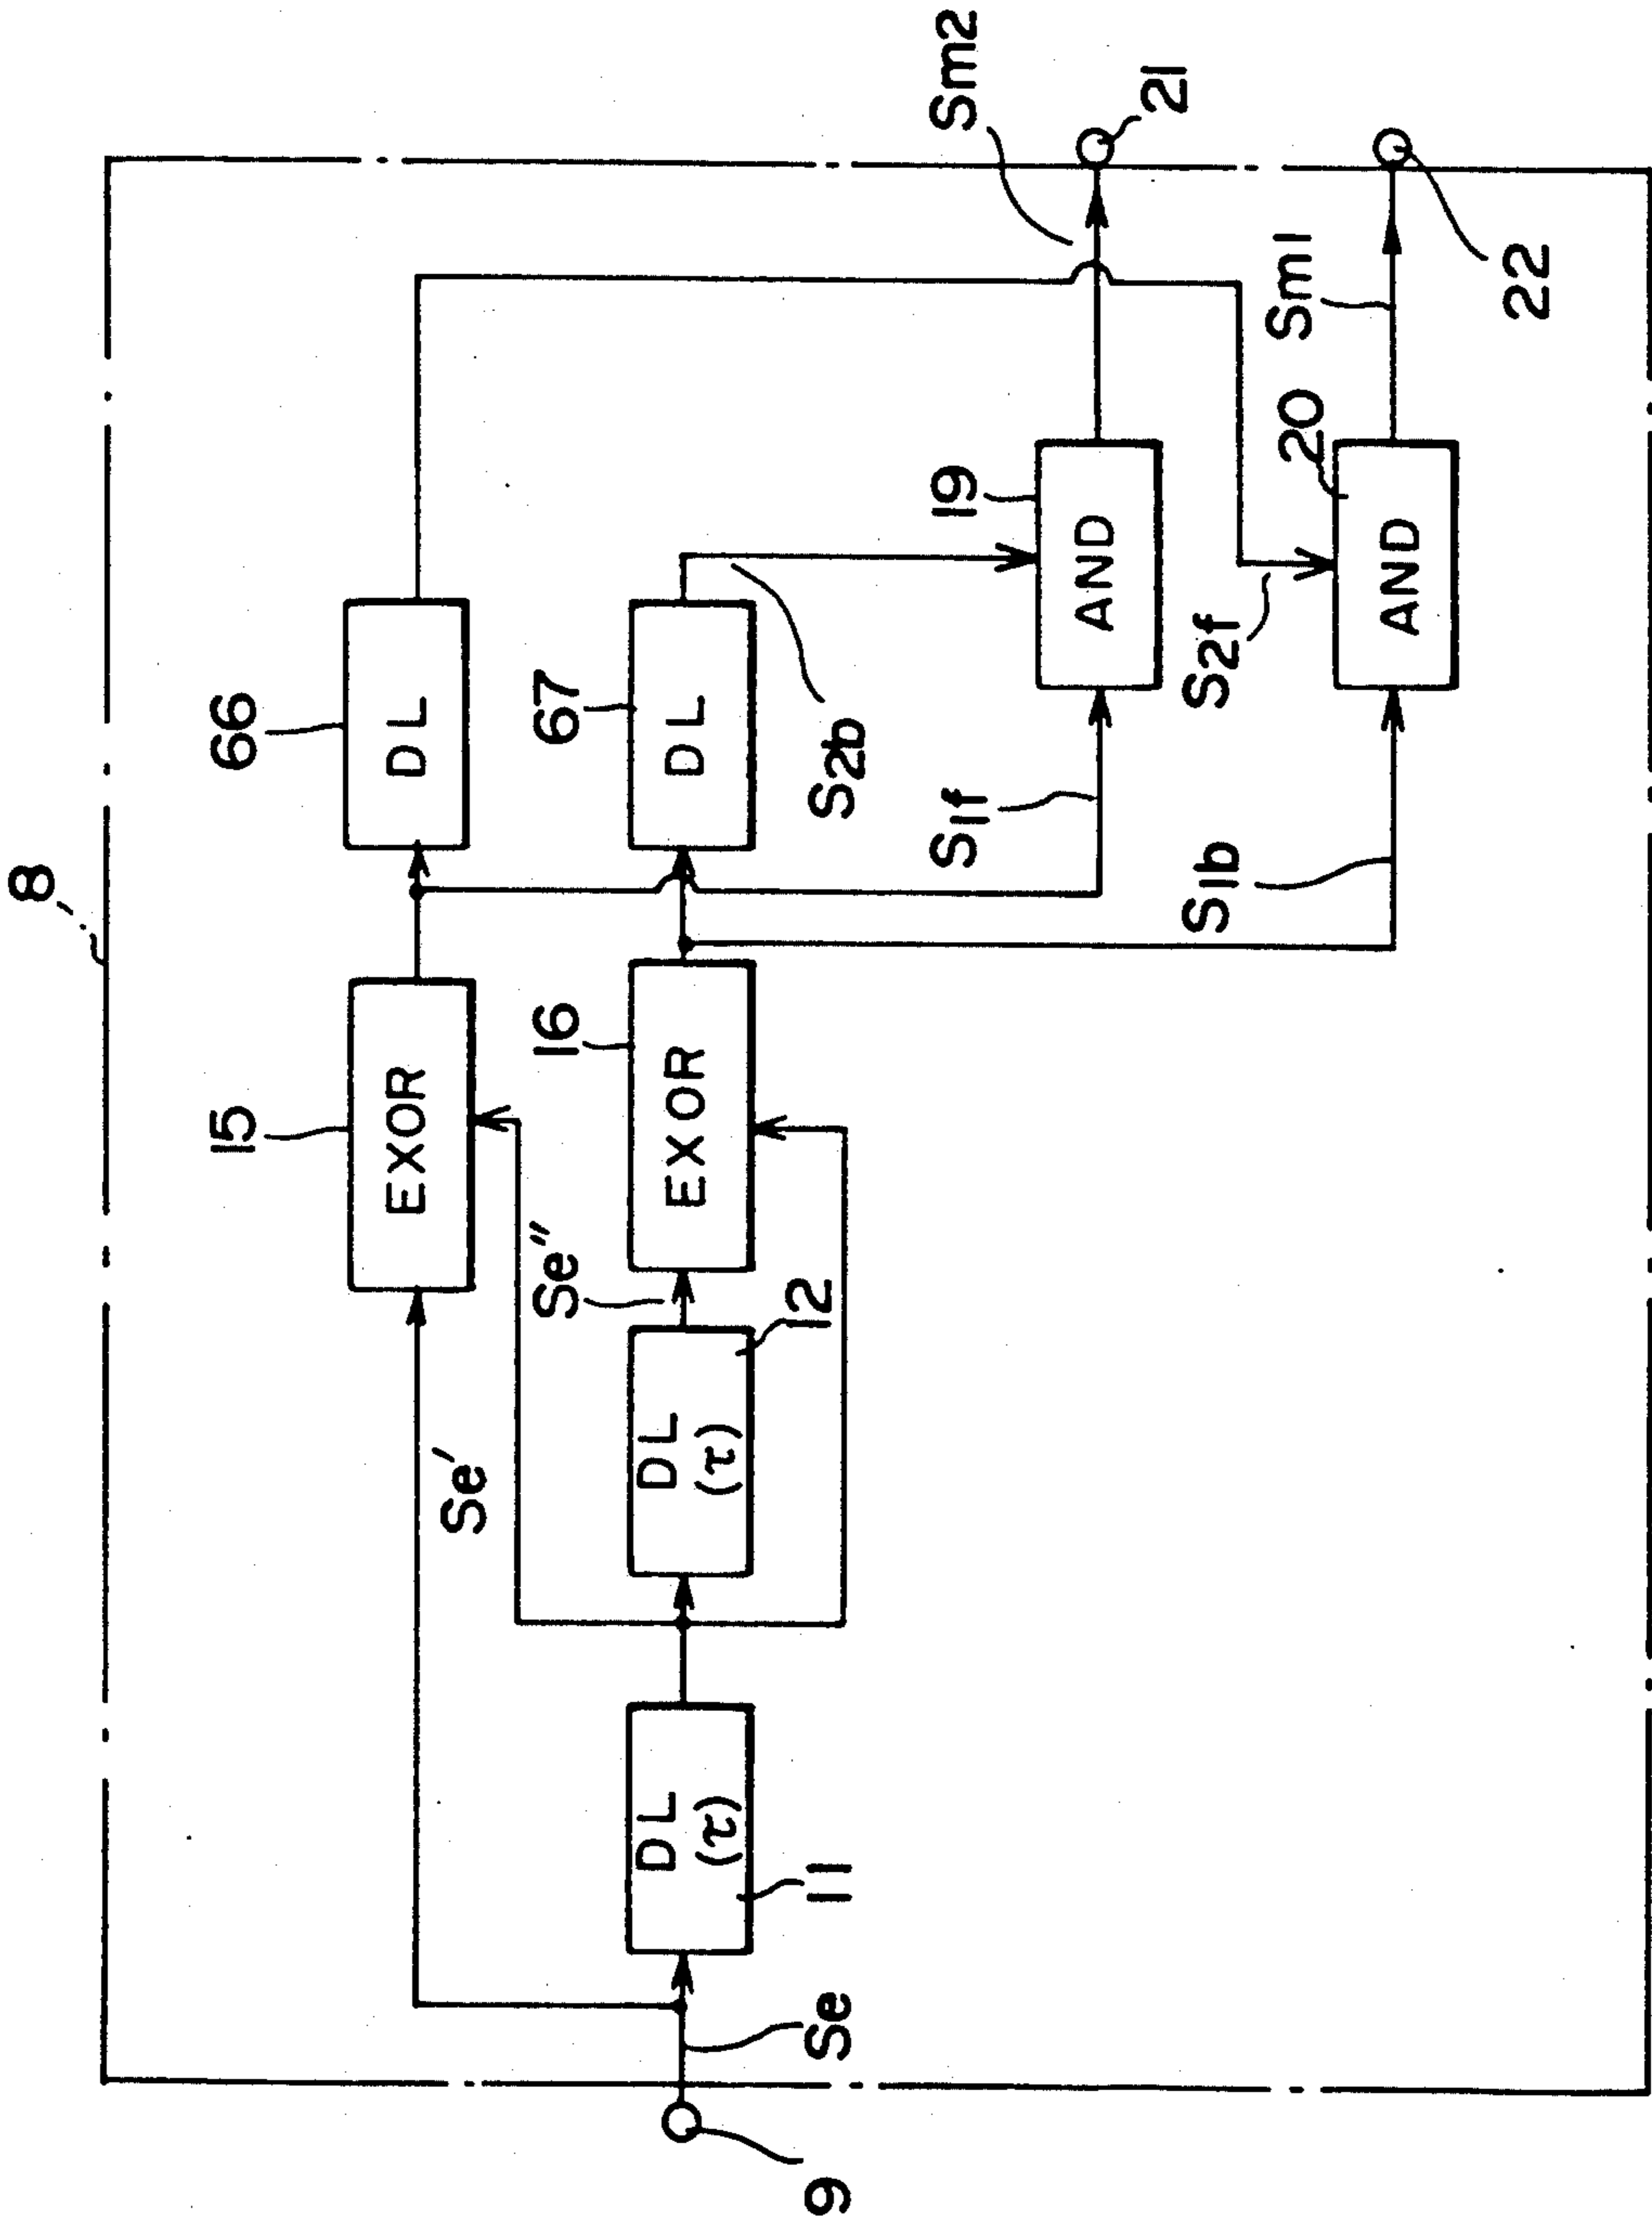 8
66
DL
67
DL
S2b
15
EXOR
16
EXOR
Se'
Se"
DL
(τ)
12
DL
(τ)
11
Se
9
S1f
S1b
19
AND
S2f
20
AND
Sm2
21
Sm1
22